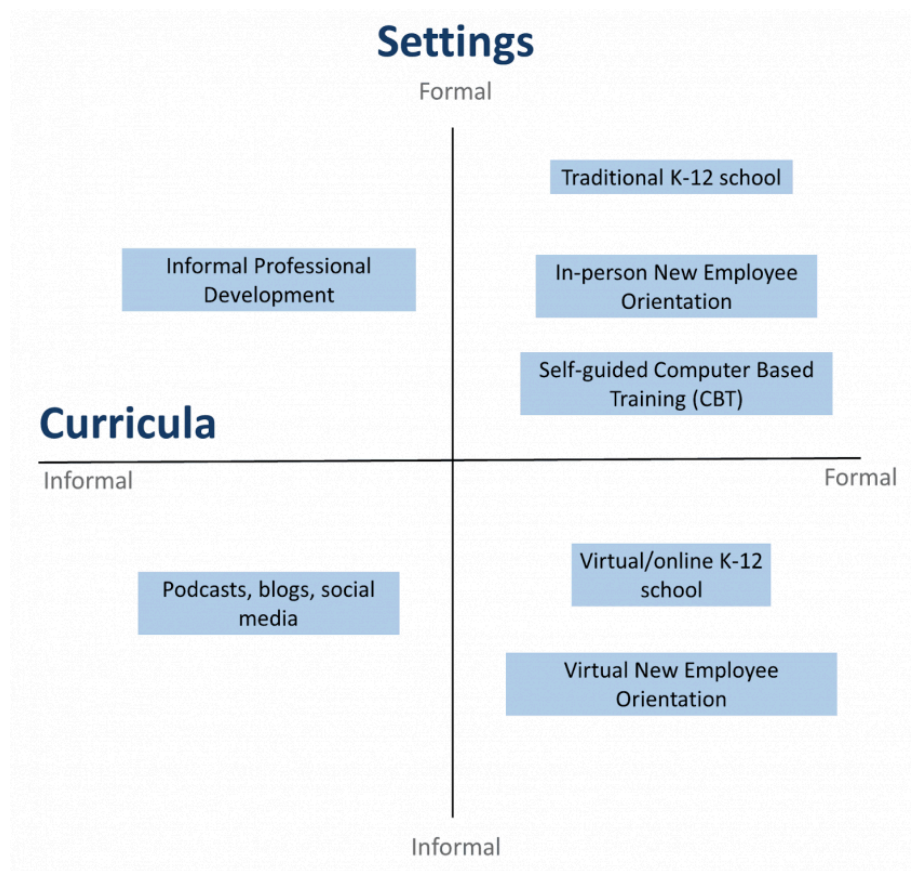 Settings
Formal
Traditional K-12 school
Informal Professional
Development
In-person New Employee
Orientation
Self-guided Computer Based
Training (CBT)
Curricula
Informal
Formal
Virtual/online K-12
school
Podcasts, blogs, social
media
Virtual New Employee
Orientation
Informal